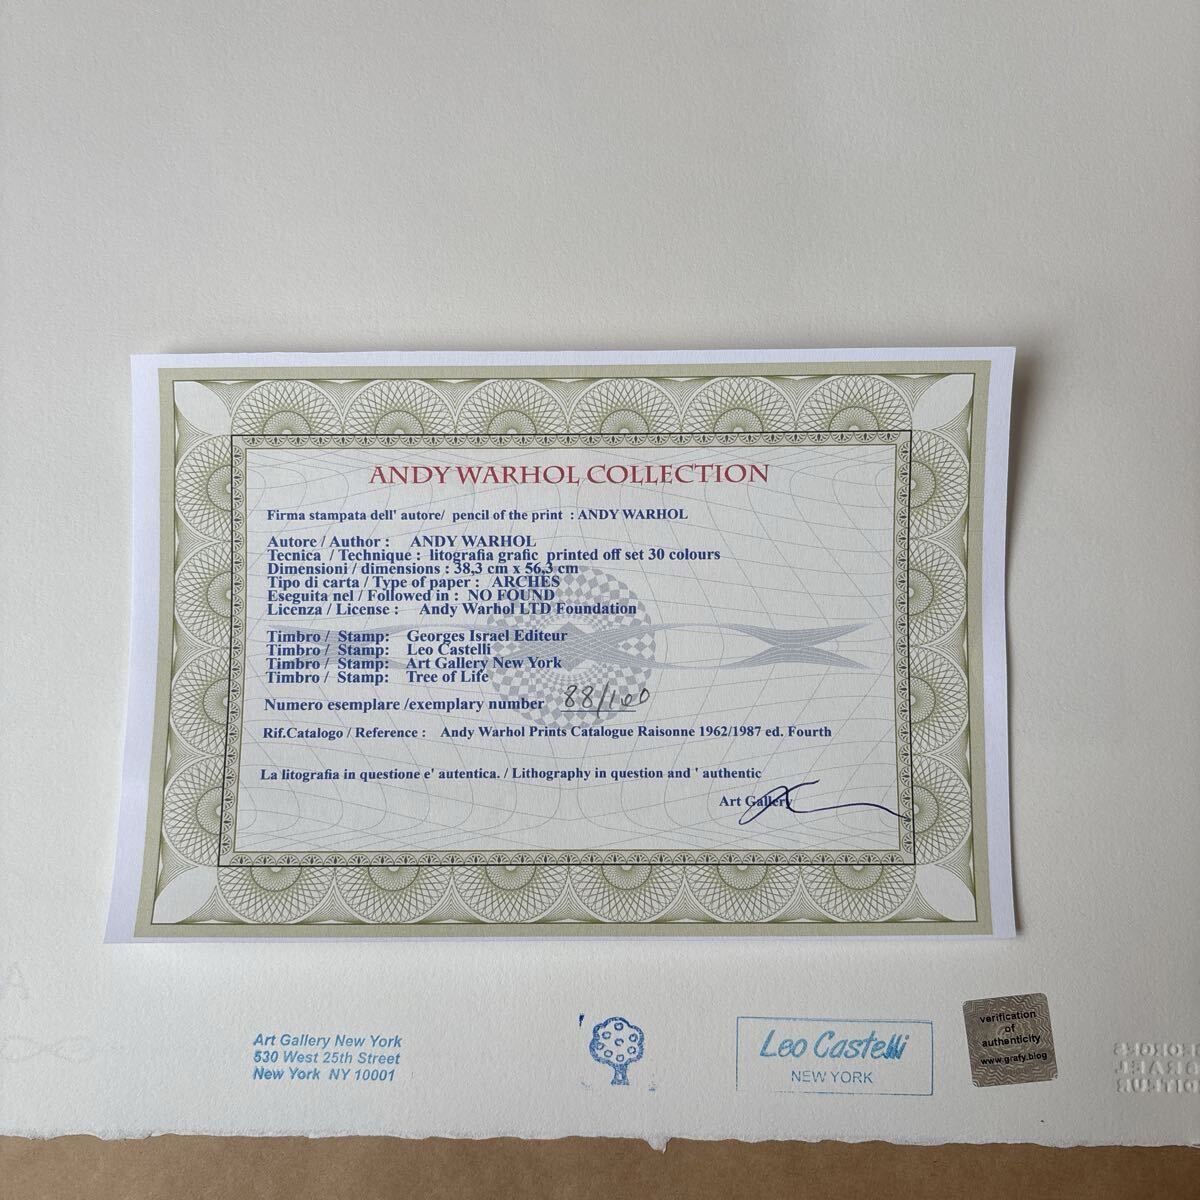 ANDY WARHOL COLLECTION
Firma stampata dell' autore/ pencil of the print : ANDY WARHOL
Autore / Author : ANDY WARHOL
Tecnica / Technique : litografia grafic printed off set 30 colours
Dimensioni / dimensions : 38,3 cm x 56,3 cm
Tipo di carta / Type of paper : ARCHES
Eseguita nel / Followed in : NO FOUND
Licenza / License : Andy Warhol LTD Foundation
Timbro / Stamp: Georges Israel Editeur
Timbro / Stamp: Leo Castelli
Timbro / Stamp: Art Gallery New York
Timbro / Stamp: Tree of Life
Numero esemplare /exemplary number 88/100
Rif.Catalogo / Reference : Andy Warhol Prints Catalogue Raisonne 1962/1987 ed. Fourth
La litografia in questione e' autentica. / Lithography in question and ' authentic
Art Gallery
Art Gallery New York
530 West 25th Street
New York NY 10001
Leo Castelli
NEW YORK
verification
of
authenticity
www.grafy.blog